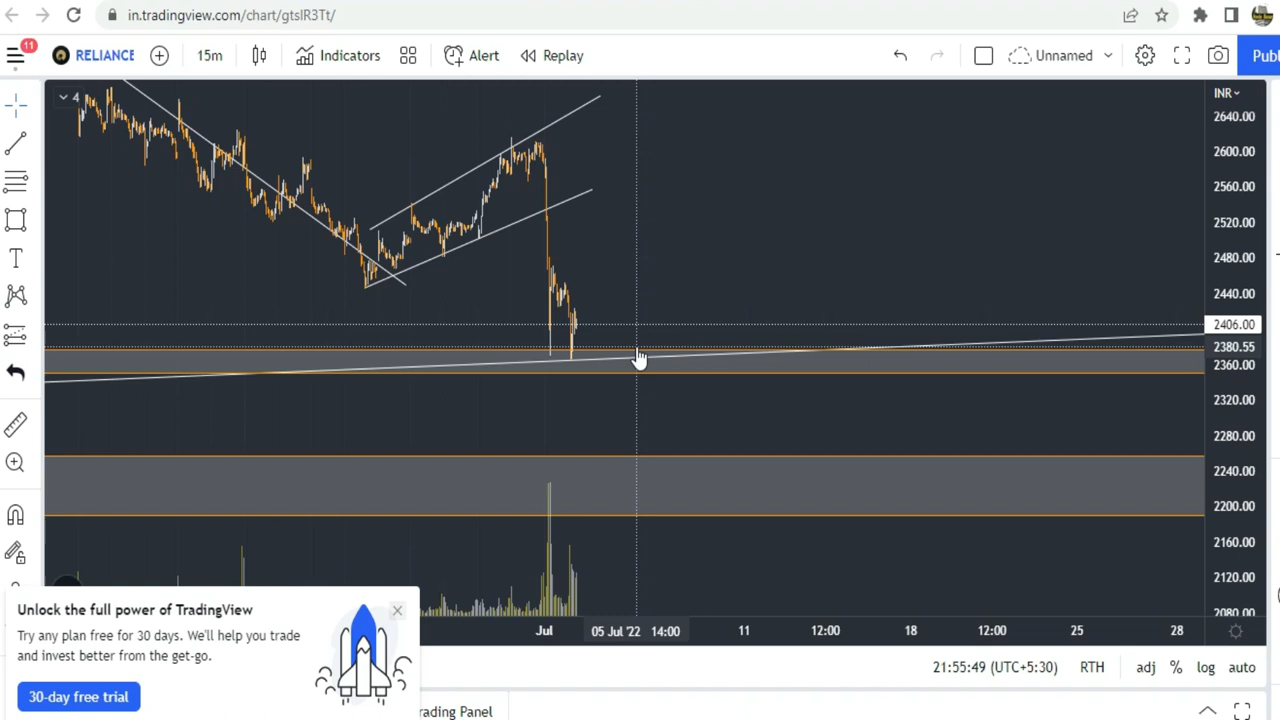 in.tradingview.com/chart/gtsIR3Tt/
11
RELIANCE
15m
Indicators
Alert
Replay
Unnamed
Publ
4
INR
2640.00
2600.00
2560.00
2520.00
2480.00
2440.00
2406.00
2380.55
2360.00
2320.00
2280.00
2240.00
2200.00
2160.00
2120.00
2080.00
Jul
05 Jul '22 14:00
11
12:00
18
12:00
25
28
Unlock the full power of TradingView
Try any plan free for 30 days. We'll help you trade
and invest better from the get-go.
30-day free trial
21:55:49 (UTC+5:30)
RTH
adj
%
log
auto
rading Panel